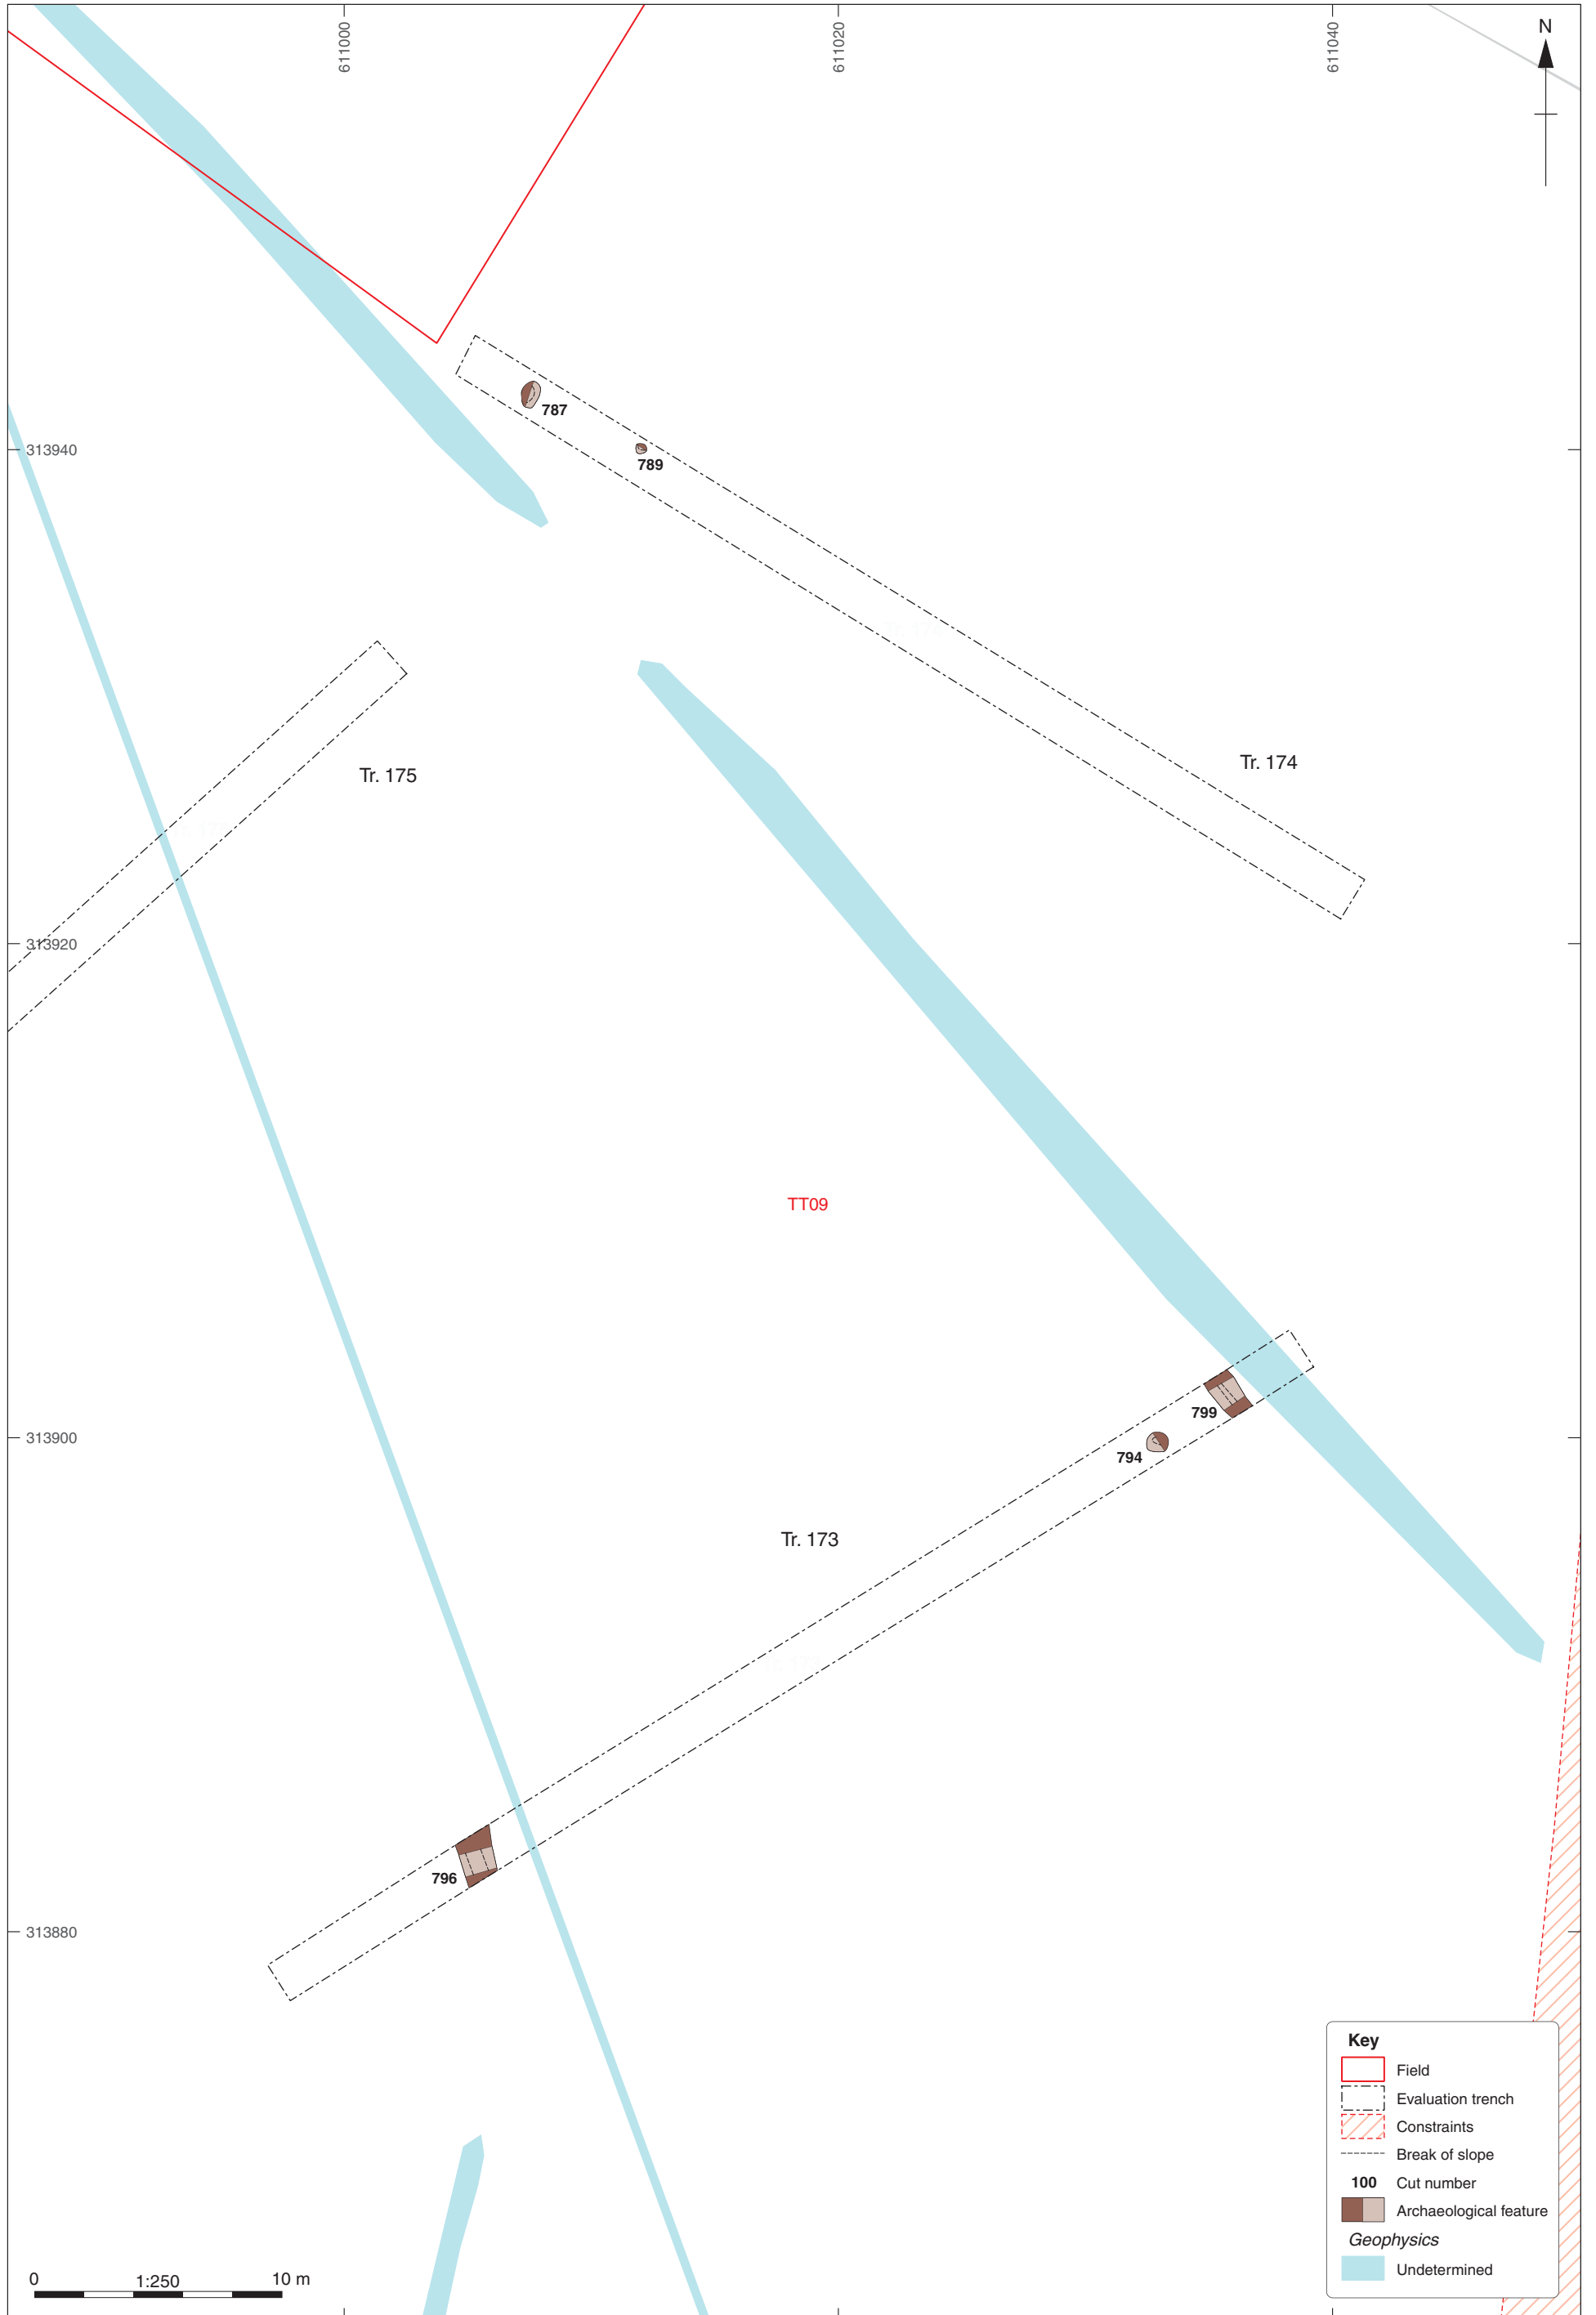 611000
611020
611040
N
787
313940
789
Tr. 174
Tr. 175
313920
TT09
799
313900
794
Tr. 173
796
313880
Key
Field
Evaluation trench
Constraints
Break of slope
100 Cut number
Archaeological feature
Geophysics
Undetermined
0 1:250 10 m